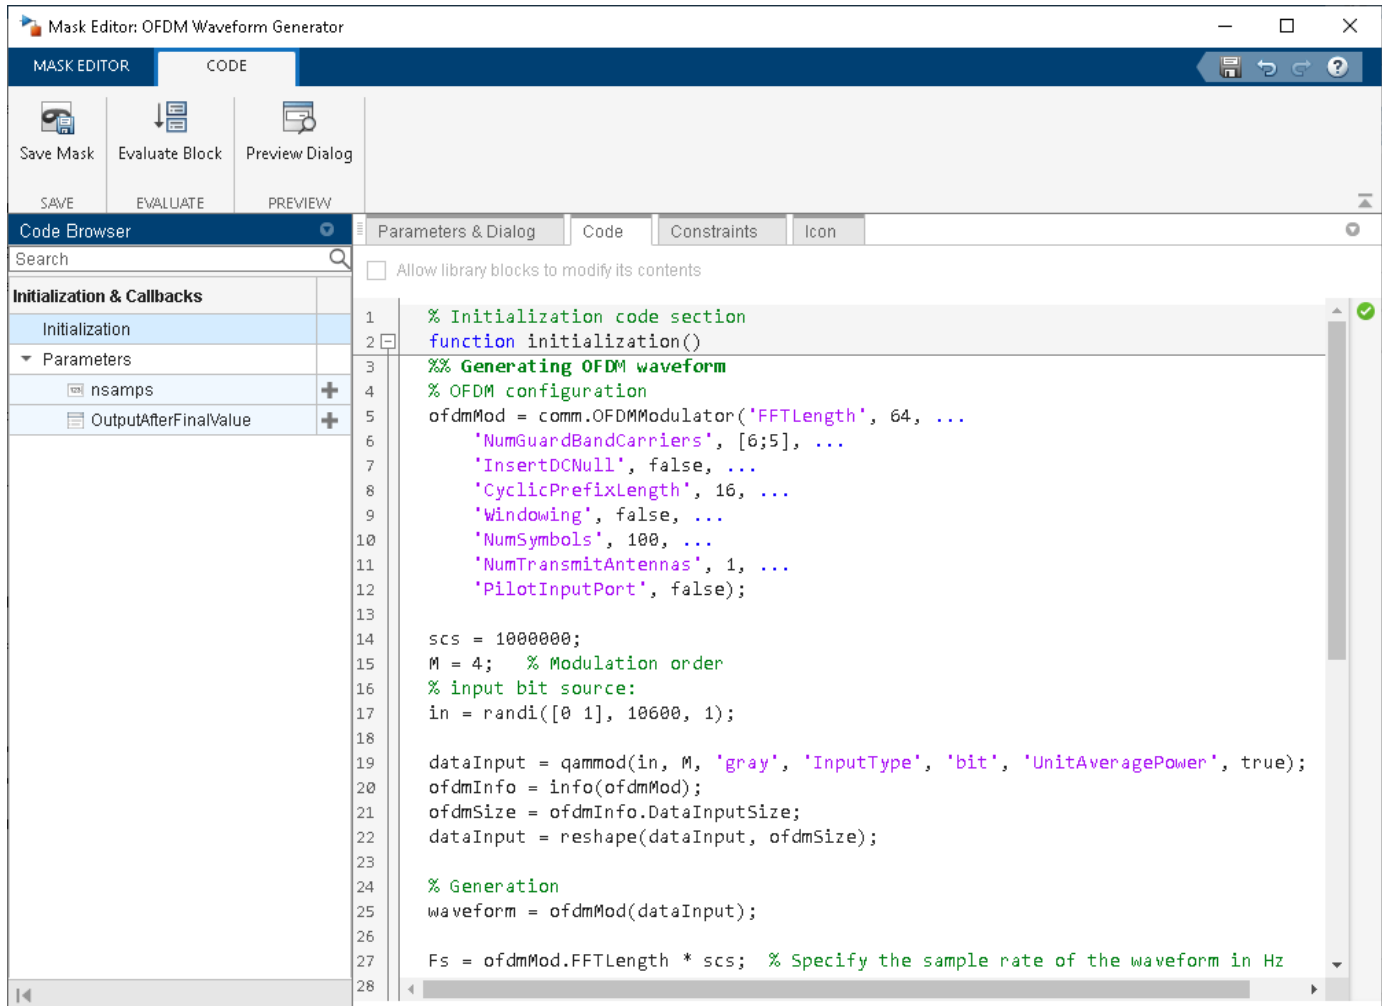 Mask Editor: OFDM Waveform Generator
MASK EDITOR CODE
Save Mask Evaluate Block Preview Dialog
SAVE EVALUATE PREVIEW
Code Browser
Search
Initialization & Callbacks
Initialization
Parameters
nsamps
OutputAfterFinalValue
Parameters & Dialog Code Constraints Icon
Allow library blocks to modify its contents
1 % Initialization code section
2 function initialization()
3 %% Generating OFDM waveform
4 % OFDM configuration
5 ofdmMod = comm.OFDMModulator('FFTLength', 64, ...
6 'NumGuardBandCarriers', [6;5], ...
7 'InsertDCNull', false, ...
8 'CyclicPrefixLength', 16, ...
9 'Windowing', false, ...
10 'NumSymbols', 100, ...
11 'NumTransmitAntennas', 1, ...
12 'PilotInputPort', false);
13
14 scs = 1000000;
15 M = 4; % Modulation order
16 % input bit source:
17 in = randi([0 1], 10600, 1);
18
19 dataInput = qammod(in, M, 'gray', 'InputType', 'bit', 'UnitAveragePower', true);
20 ofdmInfo = info(ofdmMod);
21 ofdmSize = ofdmInfo.DataInputSize;
22 dataInput = reshape(dataInput, ofdmSize);
23
24 % Generation
25 waveform = ofdmMod(dataInput);
26
27 Fs = ofdmMod.FFTLength * scs; % Specify the sample rate of the waveform in Hz
28